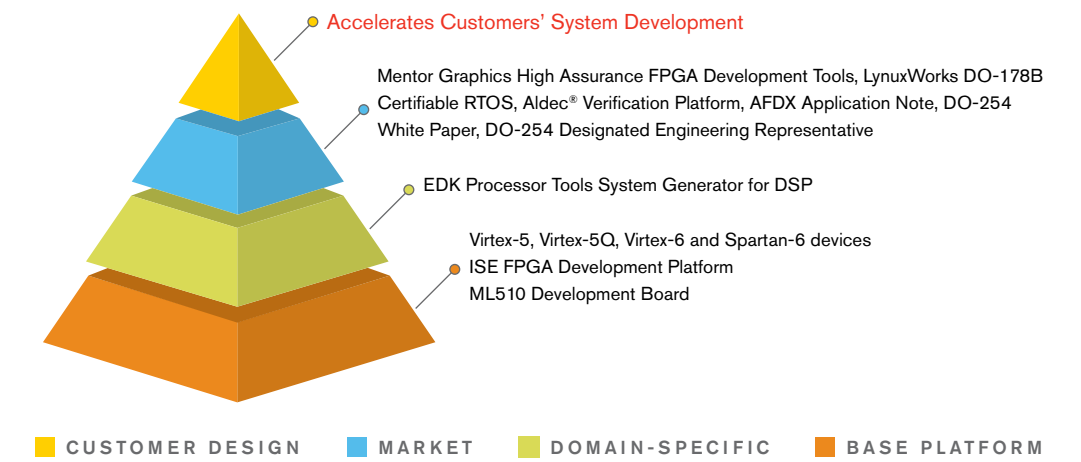 Accelerates Customers’ System Development
Mentor Graphics High Assurance FPGA Development Tools, LynuxWorks DO-178B
Certifiable RTOS, Aldec® Verification Platform, AFDX Application Note, DO-254
White Paper, DO-254 Designated Engineering Representative
EDK Processor Tools System Generator for DSP
Virtex-5, Virtex-5Q, Virtex-6 and Spartan-6 devices
ISE FPGA Development Platform
ML510 Development Board
CUSTOMER DESIGN MARKET DOMAIN-SPECIFIC BASE PLATFORM